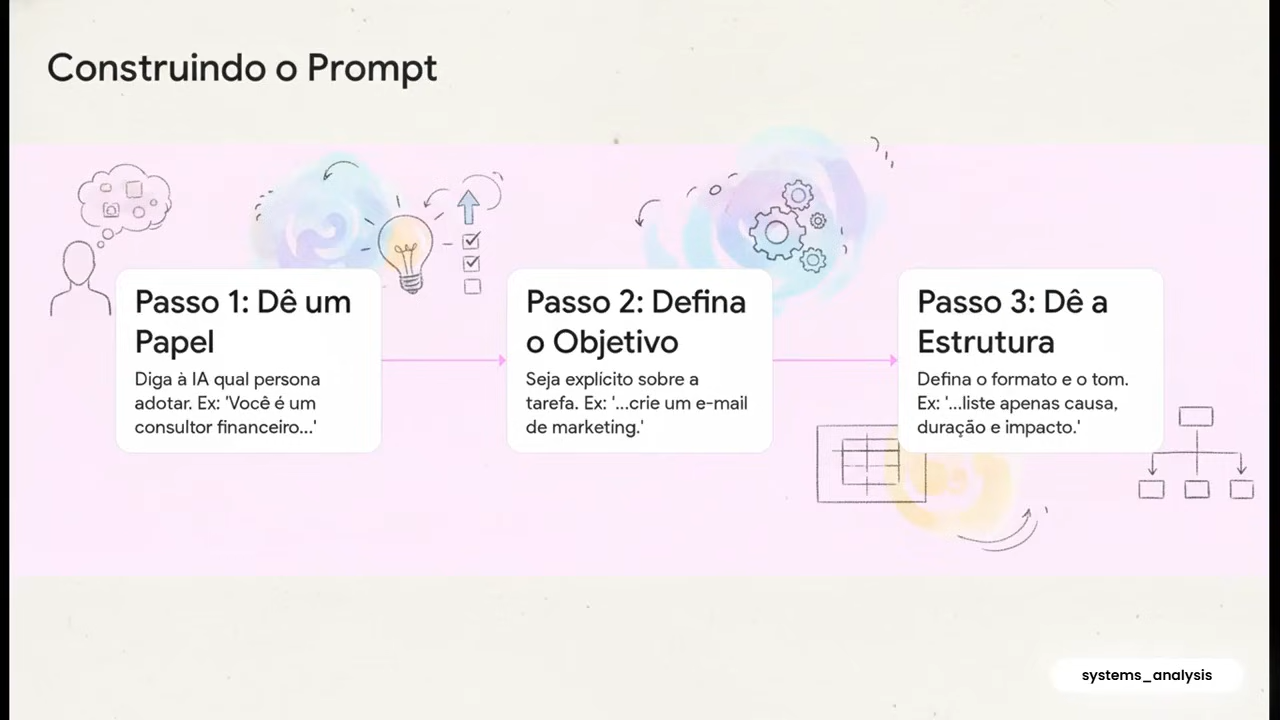 Construindo o Prompt
Passo 1: Dê um
Papel
Diga à IA qual persona
adotar. Ex: 'Você é um
consultor financeiro...'
Passo 2: Defina
o Objetivo
Seja explícito sobre a
tarefa. Ex: '...crie um e-mail
de marketing.'
Passo 3: Dê a
Estrutura
Defina o formato e o tom.
Ex: '...liste apenas causa,
duração e impacto.'
systems_analysis